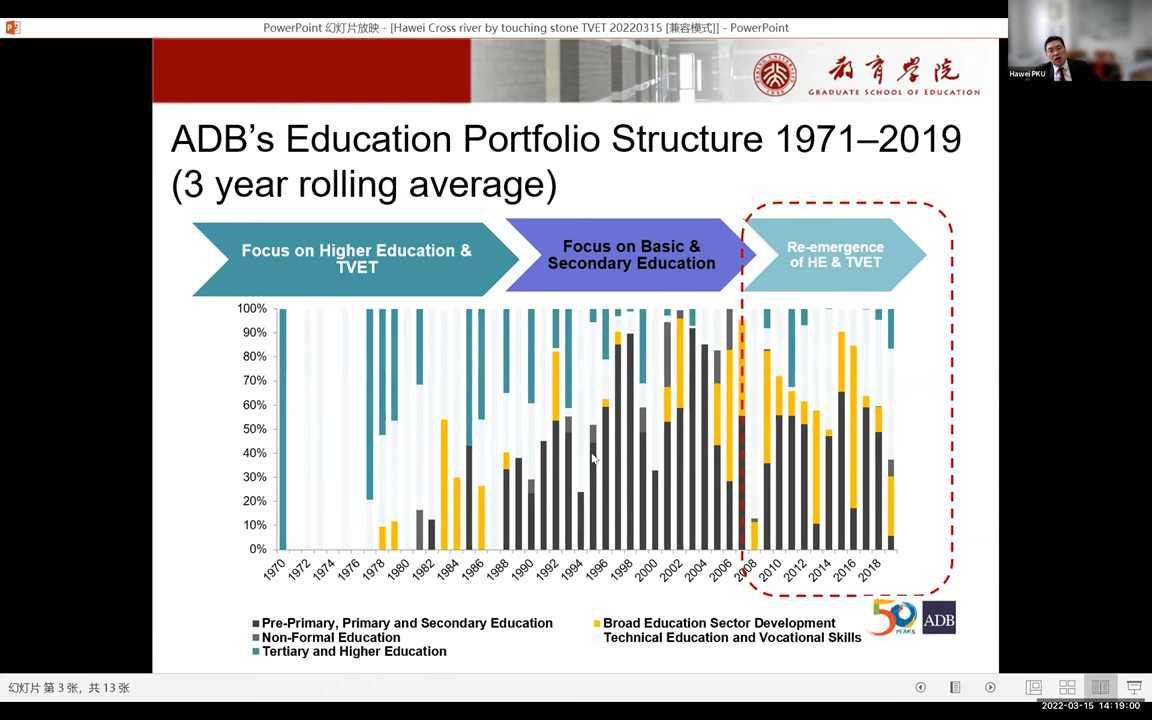 PowerPoint 幻灯片放映 - [Hawei Cross river by touching stone TVET 20220315 [兼容模式]] - PowerPoint
Hawei PKU
教育学院
GRADUATE SCHOOL OF EDUCATION
ADB’s Education Portfolio Structure 1971–2019
(3 year rolling average)
Focus on Higher Education &
TVET
Focus on Basic &
Secondary Education
Re-emergence
of HE & TVET
100%
90%
80%
70%
60%
50%
40%
30%
20%
10%
0%
1970 1972 1974 1976 1978 1980 1982 1984 1986 1988 1990 1992 1994 1996 1998 2000 2002 2004 2006 2008 2010 2012 2014 2016 2018
Pre-Primary, Primary and Secondary Education
Broad Education Sector Development
Non-Formal Education
Technical Education and Vocational Skills
Tertiary and Higher Education
50
YEARS
ADB
幻灯片 第 3 张，共 13 张
2022-03-15 14:19:00